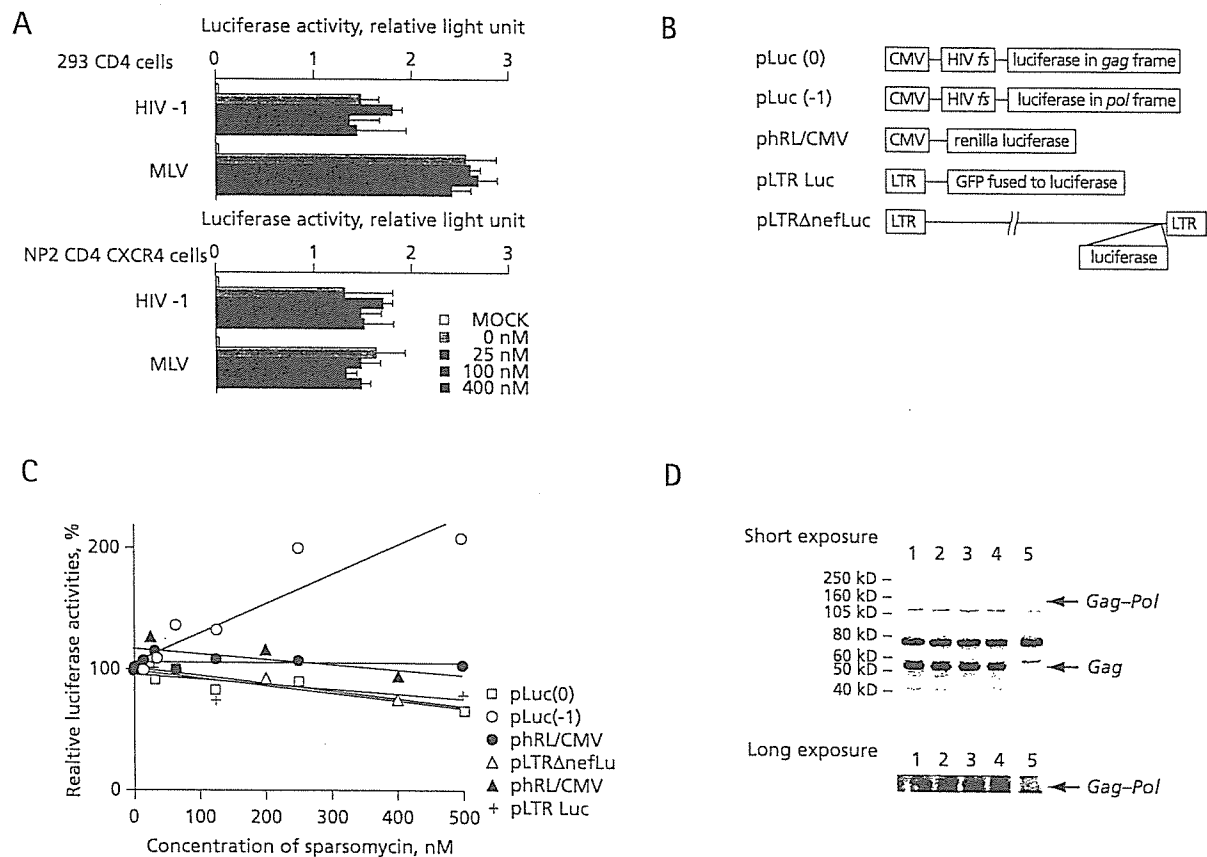 A
Luciferase activity, relative light unit
0 1 2 3
293 CD4 cells
HIV -1
MLV
Luciferase activity, relative light unit
0 1 2 3
NP2 CD4 CXCR4 cells
HIV -1
MLV
MOCK
0 nM
25 nM
100 nM
400 nM
B
pLuc (0) CMV HIV fs luciferase in gag frame
pLuc (-1) CMV HIV fs luciferase in pol frame
phRL/CMV CMV renilla luciferase
pLTR Luc LTR GFP fused to luciferase
pLTRΔnefLuc LTR // LTR
luciferase
C
Realtive luciferase activities, %
200
100
0
0 100 200 300 400 500
Concentration of sparsomycin, nM
pLuc(0)
pLuc(-1)
phRL/CMV
pLTRΔnefLu
phRL/CMV
pLTR Luc
D
Short exposure
1 2 3 4 5
250 kD –
160 kD –
105 kD –
80 kD –
60 kD –
50 kD –
40 kD –
Gag–Pol
Gag
Long exposure
1 2 3 4 5
Gag–Pol